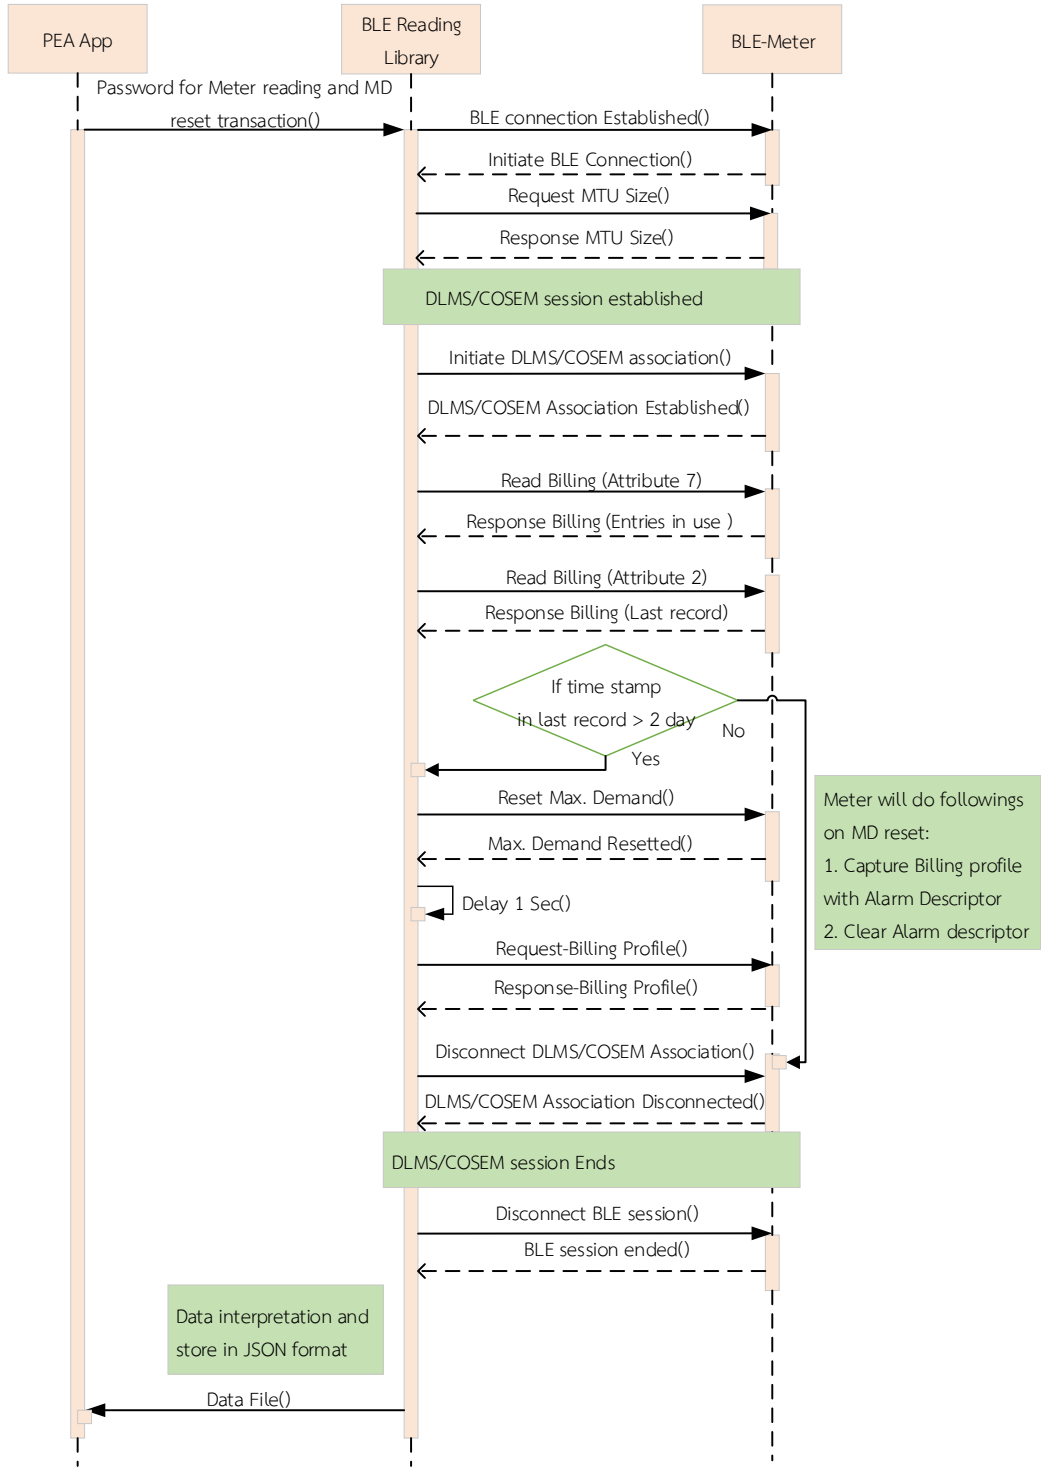 PEA App
BLE Reading
Library
BLE-Meter
Password for Meter reading and MD
reset transaction()
BLE connection Established()
Initiate BLE Connection()
Request MTU Size()
Response MTU Size()
DLMS/COSEM session established
Initiate DLMS/COSEM association()
DLMS/COSEM Association Established()
Read Billing (Attribute 7)
Response Billing (Entries in use )
Read Billing (Attribute 2)
Response Billing (Last record)
If time stamp
in last record > 2 day
No
Yes
Reset Max. Demand()
Max. Demand Resetted()
Delay 1 Sec()
Meter will do followings
on MD reset:
1. Capture Billing profile
with Alarm Descriptor
2. Clear Alarm descriptor
Request-Billing Profile()
Response-Billing Profile()
Disconnect DLMS/COSEM Association()
DLMS/COSEM Association Disconnected()
DLMS/COSEM session Ends
Disconnect BLE session()
BLE session ended()
Data interpretation and
store in JSON format
Data File()